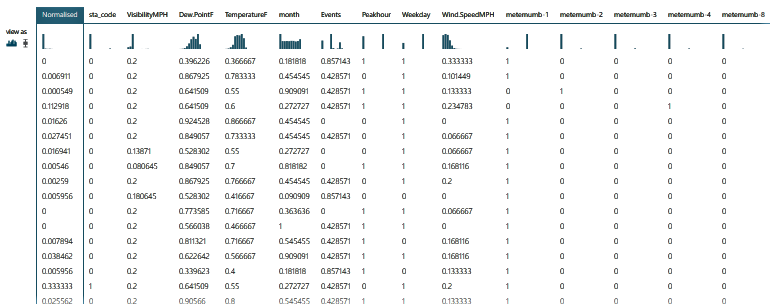 Normalised sta_code VisibilityMPH Dew.PointF TemperatureF month Events Peakhour Weekday Wind.SpeedMPH meternumb-1 meternumb-2 meternumb-3 meternumb-4 meternumb-8
view as
0 0 0.2 0.396226 0.366667 0.181818 0.857143 1 1 0.333333 1 0 0 0 0
0.006911 0 0.2 0.867925 0.783333 0.454545 0.428571 1 1 0.101449 1 0 0 0 0
0.000549 0 0.2 0.641509 0.55 0.909091 0.428571 0 1 0.133333 0 1 0 0 0
0.112918 0 0.2 0.641509 0.6 0.272727 0.428571 1 1 0.234783 0 0 0 1 0
0.01626 0 0.2 0.924528 0.866667 0.454545 0 0 1 0 1 0 0 0 0
0.027451 0 0.2 0.849057 0.733333 0.454545 0.428571 0 1 0.066667 1 0 0 0 0
0.016941 0 0.13871 0.528302 0.55 0.272727 0 0 1 0.066667 1 0 0 0 0
0.00546 0 0.080645 0.849057 0.7 0.818182 0 1 1 0.168116 1 0 0 0 0
0.00259 0 0.2 0.867925 0.766667 0.454545 0.428571 0 1 0.2 1 0 0 0 0
0.005956 0 0.180645 0.528302 0.416667 0.090909 0.857143 0 0 0 1 0 0 0 0
0 0 0.2 0.773585 0.716667 0.363636 0 1 1 0.066667 1 0 0 0 0
0 0 0.2 0.566038 0.466667 1 0.428571 1 1 0 1 0 0 0 0
0.007894 0 0.2 0.811321 0.716667 0.545455 0.428571 1 0 0.168116 1 0 0 0 0
0.038462 0 0.2 0.622642 0.566667 0.909091 0.428571 1 1 0.168116 1 0 0 0 0
0.005956 0 0.2 0.339623 0.4 0.181818 0.857143 1 0 0.133333 1 0 0 0 0
0.333333 1 0.2 0.641509 0.55 0.272727 0.428571 0 1 0.2 1 0 0 0 0
0.025562 0 0.2 0.90566 0.8 0.545455 0.428571 1 0 0.133333 1 0 0 0 0